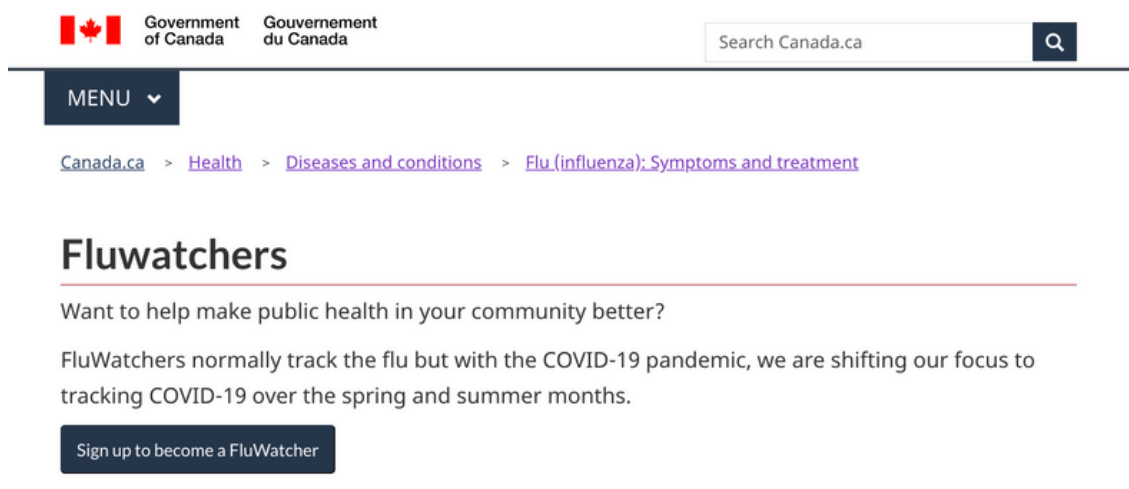 Government of Canada
Gouvernement du Canada
Search Canada.ca
MENU
Canada.ca > Health > Diseases and conditions > Flu (influenza): Symptoms and treatment
Fluwatchers
Want to help make public health in your community better?
FluWatchers normally track the flu but with the COVID-19 pandemic, we are shifting our focus to
tracking COVID-19 over the spring and summer months.
Sign up to become a FluWatcher